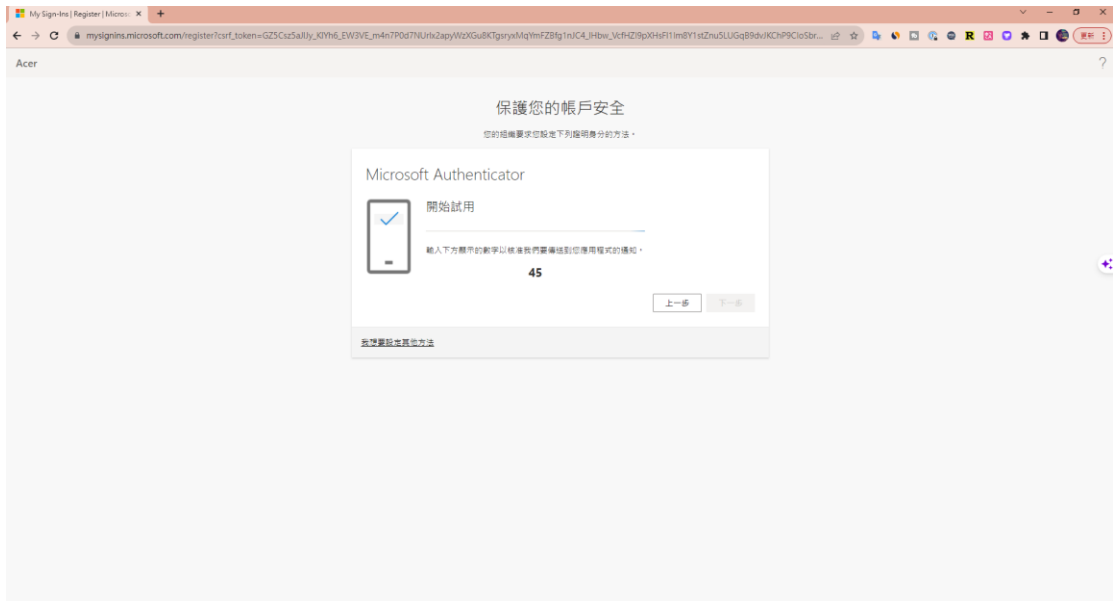 My Sign-Ins | Register | Micros
mysignins.microsoft.com/register?csrf_token=
更新
Acer
?
保護您的帳戶安全
您的組織要求您設定下列證明身分的方法。
Microsoft Authenticator
開始試用
輸入下方顯示的數字以核准我們要傳送到您應用程式的通知。
45
上一步
下一步
我想要設定其他方法